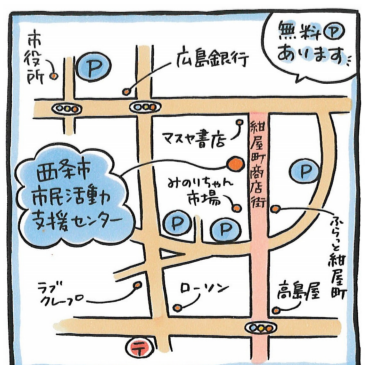 無料Ⓟ
あります!
市役所
Ⓟ
広島銀行
マスヤ書店
紺屋町商店街
西条市
市民活動
支援センター
みのりちゃん
市場
Ⓟ
Ⓟ
Ⓟ
ふらっと紺屋町
ラブ
クレープ
ローソン
高島屋
〒